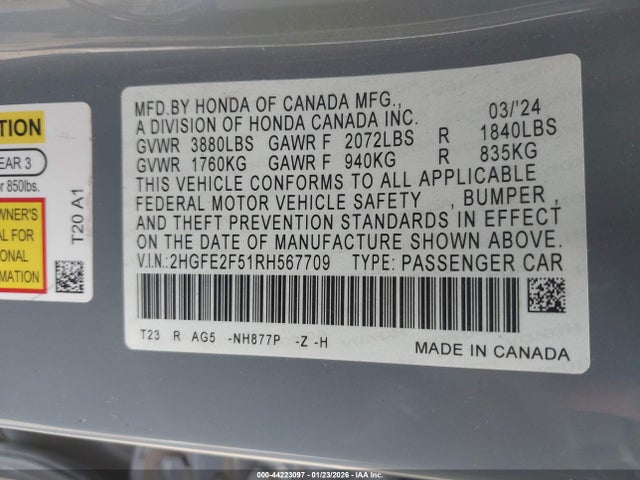 TION
EAR 3
r 850lbs.
WNER'S
AL FOR
ONAL
RMATION
T20 A1
MFD.BY HONDA OF CANADA MFG., 03/'24
A DIVISION OF HONDA CANADA INC.
GVWR 3880LBS GAWR F 2072LBS R 1840LBS
GVWR 1760KG GAWR F 940KG R 835KG
THIS VEHICLE CONFORMS TO ALL APPLICABLE
FEDERAL MOTOR VEHICLE SAFETY , BUMPER ,
AND THEFT PREVENTION STANDARDS IN EFFECT
ON THE DATE OF MANUFACTURE SHOWN ABOVE.
V.I.N.:2HGFE2F51RH567709 TYPE: PASSENGER CAR
T23 R AG5 -NH877P -Z -H
MADE IN CANADA
000-44223097 - 01/23/2026 - IAA Inc. Copyright